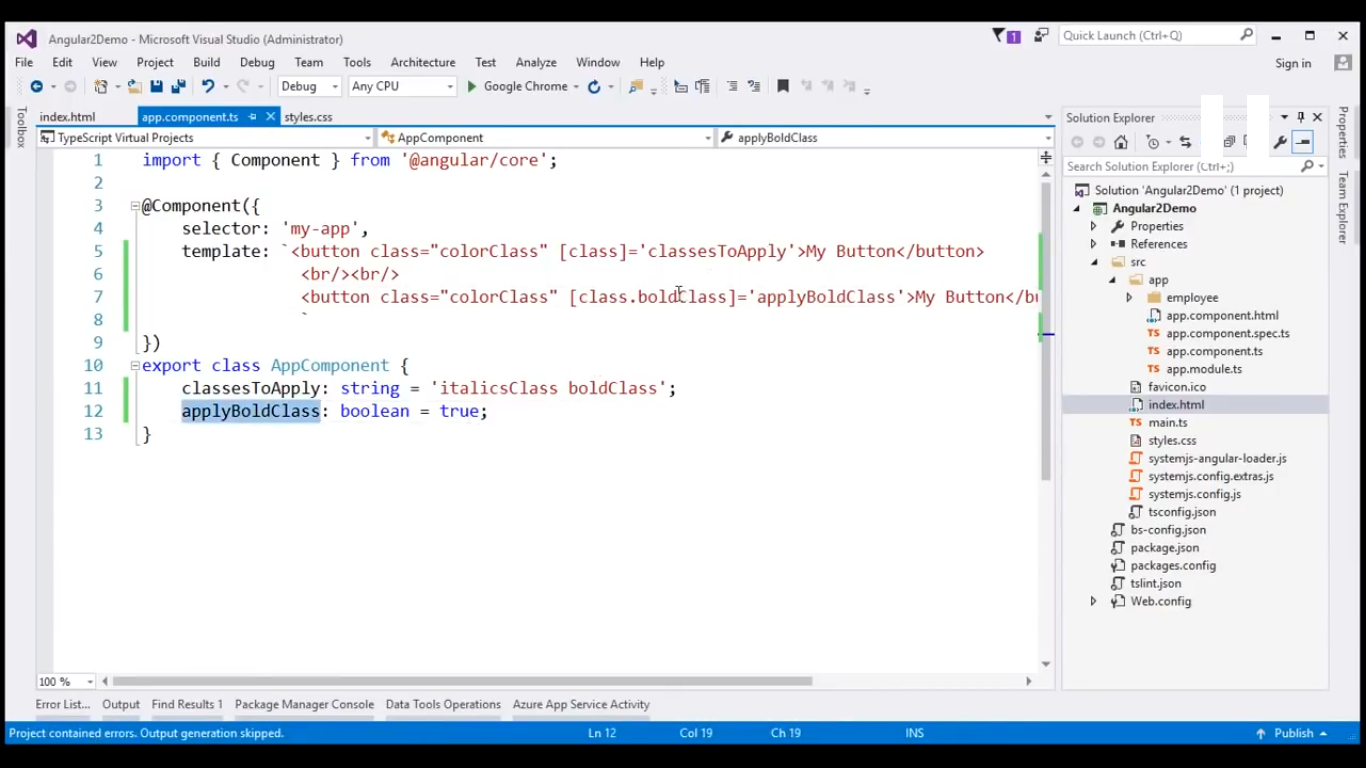 Angular2Demo - Microsoft Visual Studio (Administrator)
1
Quick Launch (Ctrl+Q)
File Edit View Project Build Debug Team Tools Architecture Test Analyze Window Help
Sign in
Debug Any CPU Google Chrome
Toolbox
index.html app.component.ts styles.css
TypeScript Virtual Projects AppComponent applyBoldClass
1 import { Component } from '@angular/core';
2
3 @Component({
4 selector: 'my-app',
5 template: `<button class="colorClass" [class]='classesToApply'>My Button</button>
6 <br/><br/>
7 <button class="colorClass" [class.boldClass]='applyBoldClass'>My Button</bu
8 `
9 })
10 export class AppComponent {
11 classesToApply: string = 'italicsClass boldClass';
12 applyBoldClass: boolean = true;
13 }
100 %
Solution Explorer
Search Solution Explorer (Ctrl+;)
Solution 'Angular2Demo' (1 project)
Angular2Demo
Properties
References
src
app
employee
app.component.html
TS app.component.spec.ts
TS app.component.ts
TS app.module.ts
favicon.ico
index.html
TS main.ts
styles.css
systemjs-angular-loader.js
systemjs.config.extras.js
systemjs.config.js
tsconfig.json
bs-config.json
package.json
packages.config
tslint.json
Web.config
Properties
Team Explorer
Error List... Output Find Results 1 Package Manager Console Data Tools Operations Azure App Service Activity
Project contained errors. Output generation skipped. Ln 12 Col 19 Ch 19 INS Publish